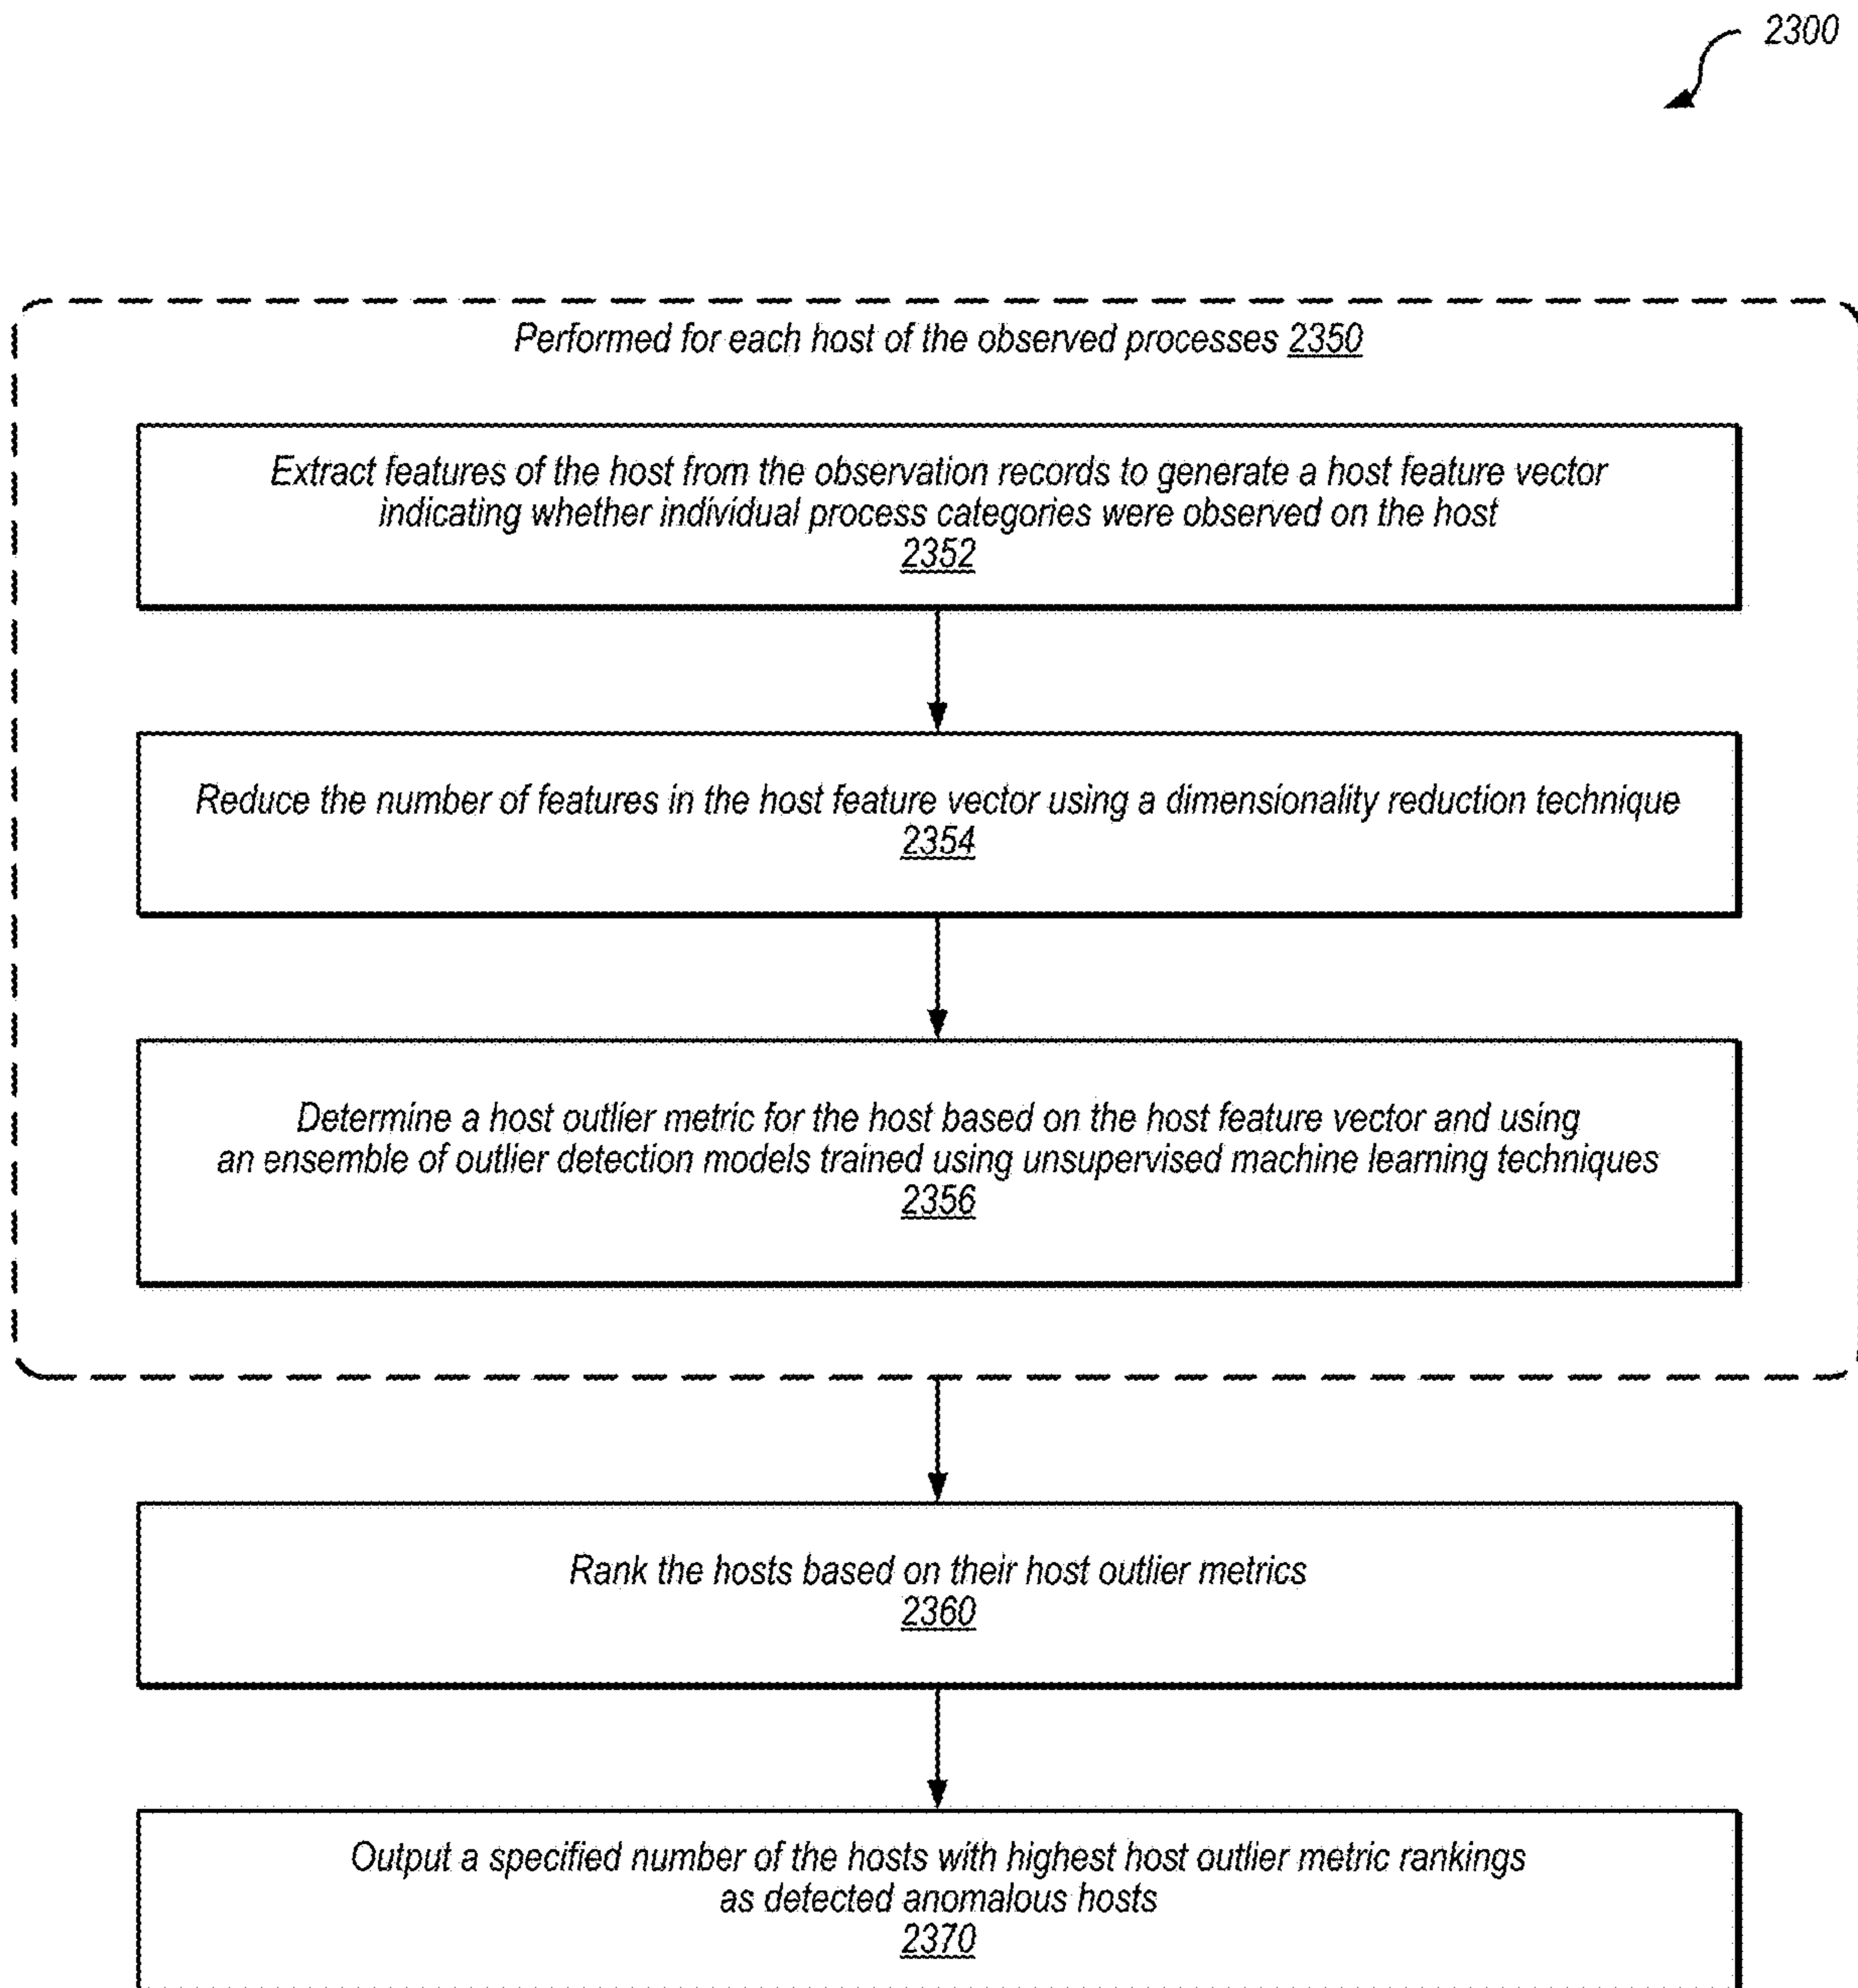 2300
Performed for each host of the observed processes 2350
Extract features of the host from the observation records to generate a host feature vector
indicating whether individual process categories were observed on the host
2352
Reduce the number of features in the host feature vector using a dimensionality reduction technique
2354
Determine a host outlier metric for the host based on the host feature vector and using
an ensemble of outlier detection models trained using unsupervised machine learning techniques
2356
Rank the hosts based on their host outlier metrics
2360
Output a specified number of the hosts with highest host outlier metric rankings
as detected anomalous hosts
2370